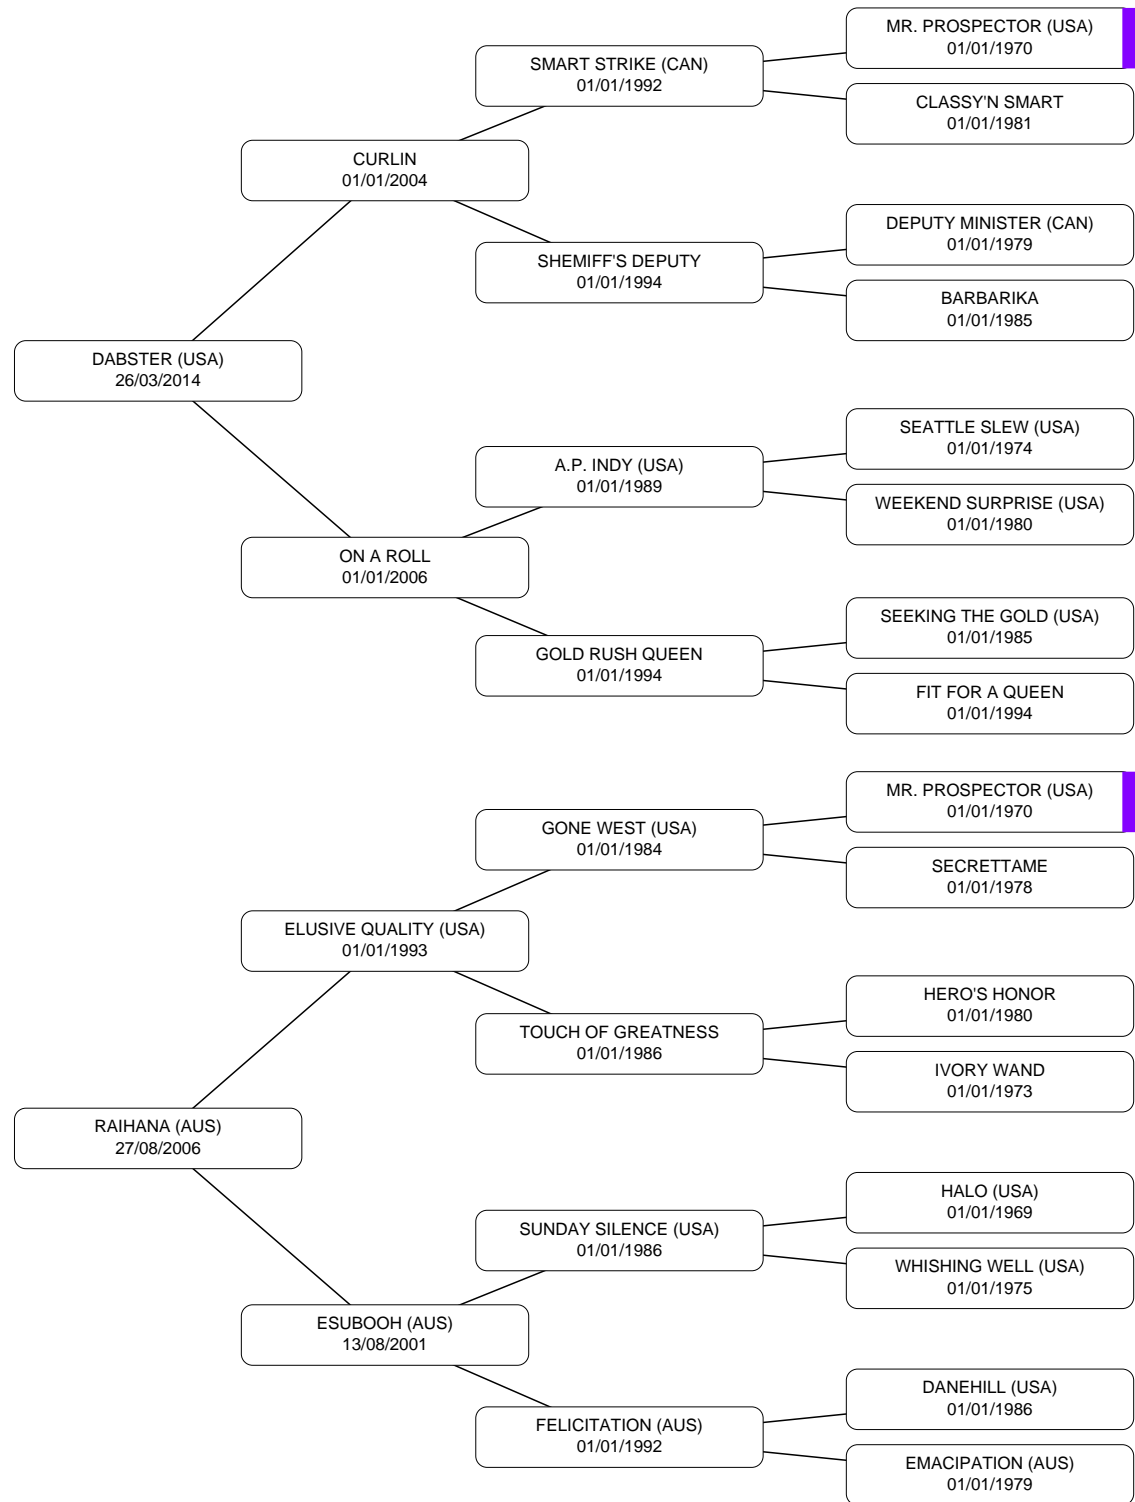 MR. PROSPECTOR (USA)
01/01/1970
SMART STRIKE (CAN)
01/01/1992
CLASSY'N SMART
01/01/1981
CURLIN
01/01/2004
DEPUTY MINISTER (CAN)
01/01/1979
SHEMIFF'S DEPUTY
01/01/1994
BARBARIKA
01/01/1985
DABSTER (USA)
26/03/2014
SEATTLE SLEW (USA)
01/01/1974
A.P. INDY (USA)
01/01/1989
WEEKEND SURPRISE (USA)
01/01/1980
ON A ROLL
01/01/2006
SEEKING THE GOLD (USA)
01/01/1985
GOLD RUSH QUEEN
01/01/1994
FIT FOR A QUEEN
01/01/1994
MR. PROSPECTOR (USA)
01/01/1970
GONE WEST (USA)
01/01/1984
SECRETTAME
01/01/1978
ELUSIVE QUALITY (USA)
01/01/1993
HERO'S HONOR
01/01/1980
TOUCH OF GREATNESS
01/01/1986
IVORY WAND
01/01/1973
RAIHANA (AUS)
27/08/2006
HALO (USA)
01/01/1969
SUNDAY SILENCE (USA)
01/01/1986
WHISHING WELL (USA)
01/01/1975
ESUBOOH (AUS)
13/08/2001
DANEHILL (USA)
01/01/1986
FELICITATION (AUS)
01/01/1992
EMACIPATION (AUS)
01/01/1979